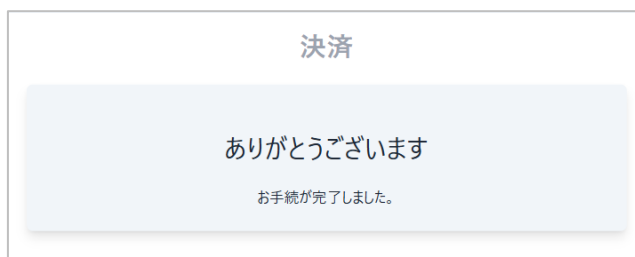 決済
ありがとうございます
お手続が完了しました。